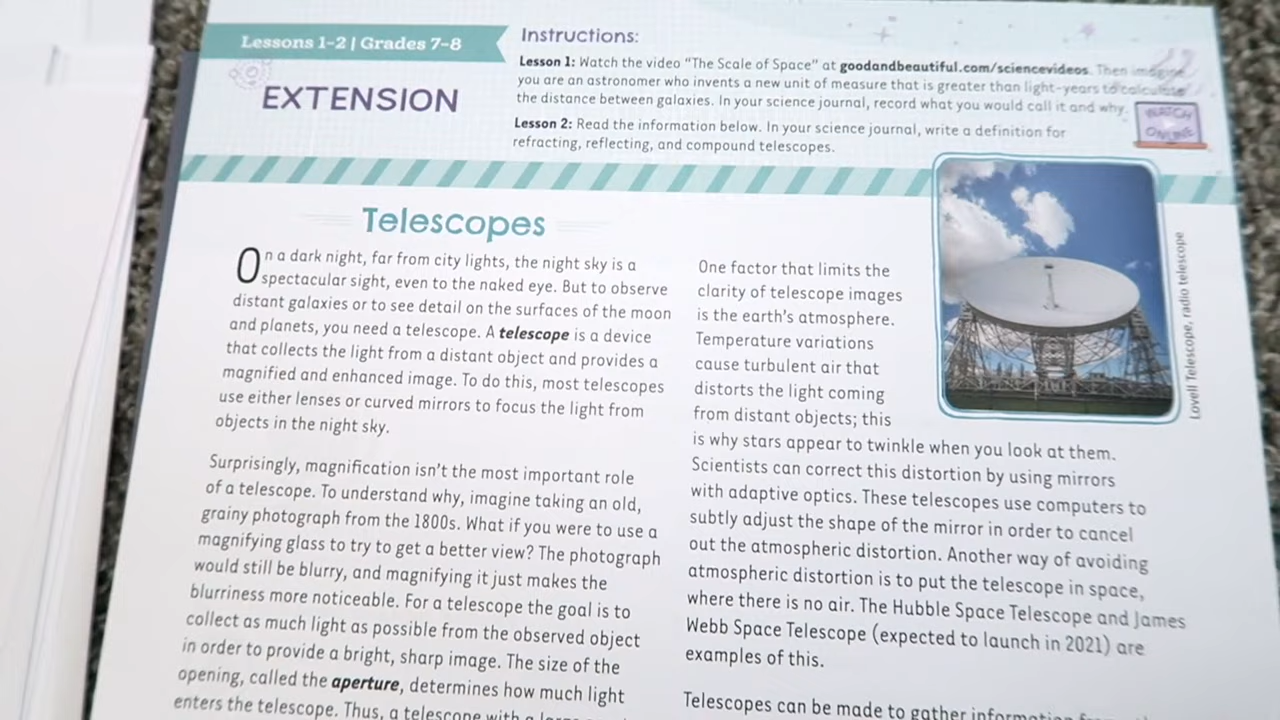 Lessons 1–2 | Grades 7–8
EXTENSION
Instructions:
Lesson 1: Watch the video "The Scale of Space" at goodandbeautiful.com/sciencevideos. Then imagine
you are an astronomer who invents a new unit of measure that is greater than light-years to calculate
the distance between galaxies. In your science journal, record what you would call it and why.
Lesson 2: Read the information below. In your science journal, write a definition for
refracting, reflecting, and compound telescopes.
WATCH
ONLINE
Telescopes
On a dark night, far from city lights, the night sky is a
spectacular sight, even to the naked eye. But to observe
distant galaxies or to see detail on the surfaces of the moon
and planets, you need a telescope. A telescope is a device
that collects the light from a distant object and provides a
magnified and enhanced image. To do this, most telescopes
use either lenses or curved mirrors to focus the light from
objects in the night sky.
Surprisingly, magnification isn't the most important role
of a telescope. To understand why, imagine taking an old,
grainy photograph from the 1800s. What if you were to use a
magnifying glass to try to get a better view? The photograph
would still be blurry, and magnifying it just makes the
blurriness more noticeable. For a telescope the goal is to
collect as much light as possible from the observed object
in order to provide a bright, sharp image. The size of the
opening, called the aperture, determines how much light
enters the telescope. Thus, a telescope with a
One factor that limits the
clarity of telescope images
is the earth's atmosphere.
Temperature variations
cause turbulent air that
distorts the light coming
from distant objects; this
is why stars appear to twinkle when you look at them.
Scientists can correct this distortion by using mirrors
with adaptive optics. These telescopes use computers to
subtly adjust the shape of the mirror in order to cancel
out the atmospheric distortion. Another way of avoiding
atmospheric distortion is to put the telescope in space,
where there is no air. The Hubble Space Telescope and James
Webb Space Telescope (expected to launch in 2021) are
examples of this.
Telescopes can be made to gather information
Lovell Telescope, radio telescope